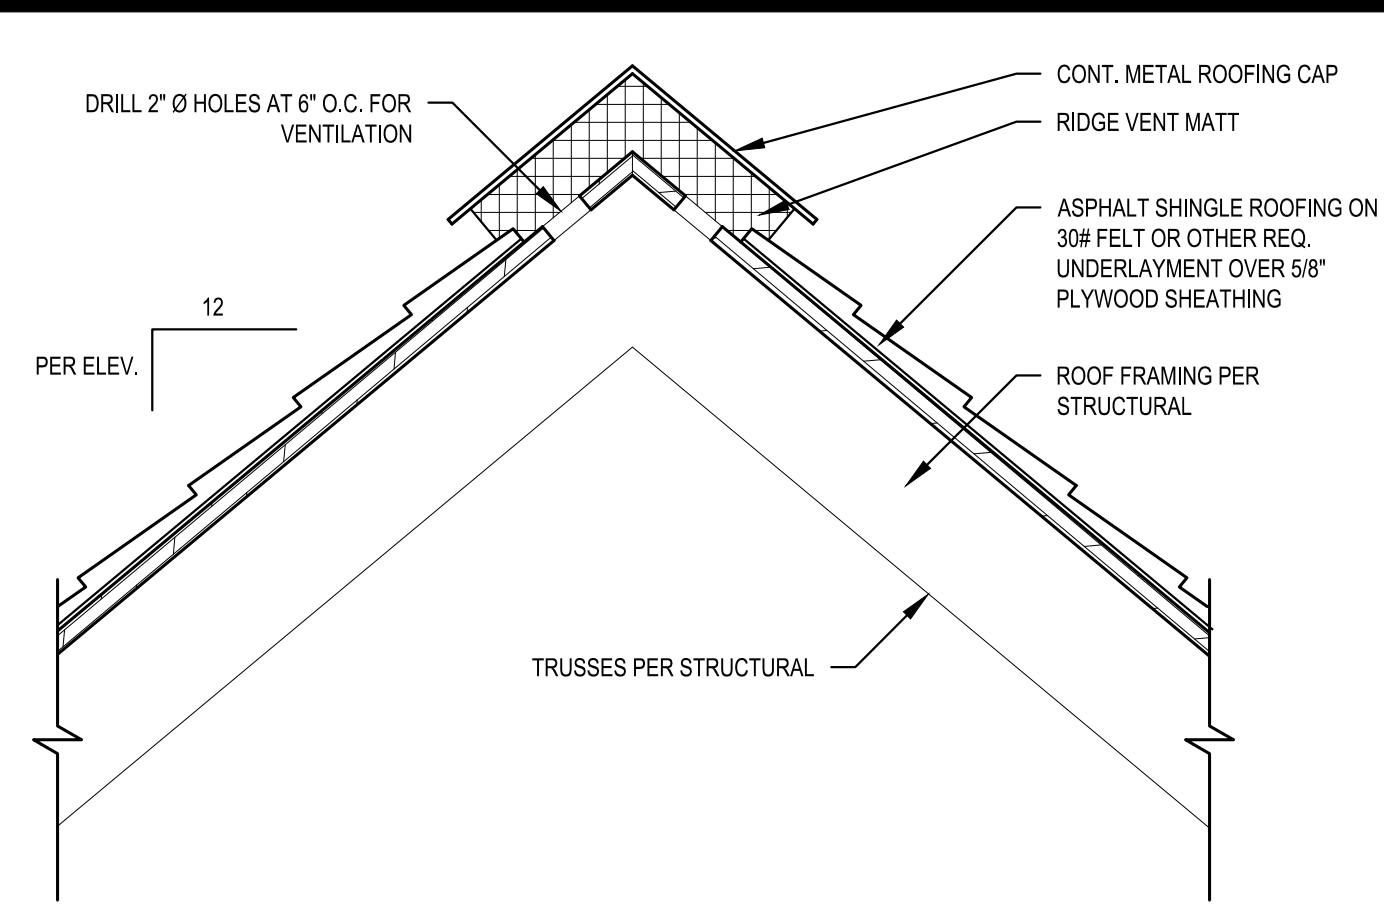 DRILL 2" Ø HOLES AT 6" O.C. FOR
VENTILATION
CONT. METAL ROOFING CAP
RIDGE VENT MATT
ASPHALT SHINGLE ROOFING ON
30# FELT OR OTHER REQ.
UNDERLAYMENT OVER 5/8"
PLYWOOD SHEATHING
12
PER ELEV.
ROOF FRAMING PER
STRUCTURAL
TRUSSES PER STRUCTURAL